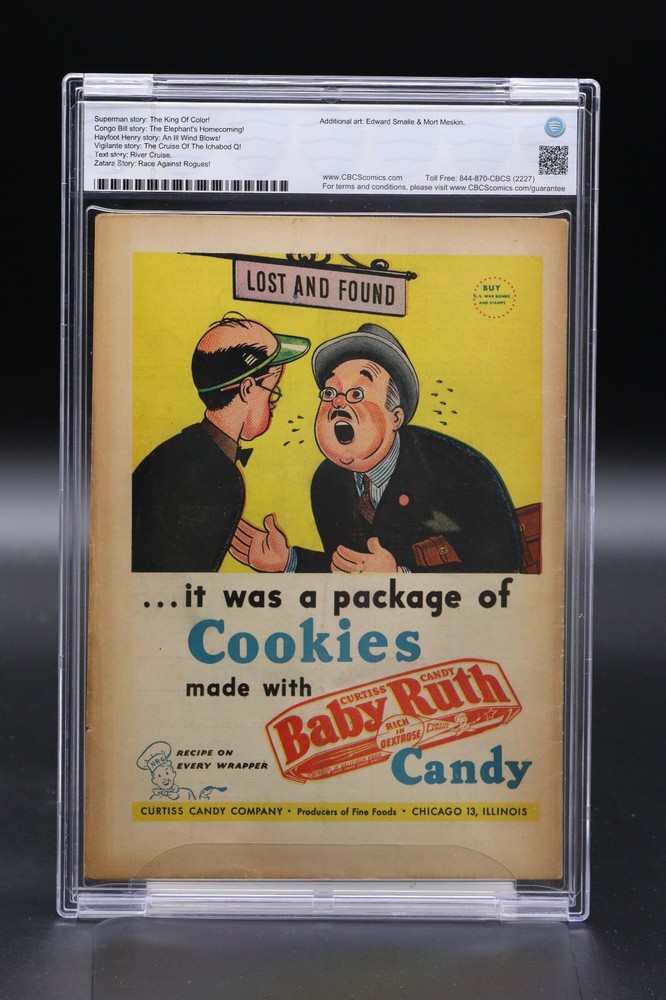 Superman story: The King Of Color!
Congo Bill story: The Elephant's Homecoming!
Hayfoot Henry story: An Ill Wind Blows!
Vigilante story: The Cruise Of The Ichabod Q!
Text story: River Cruise.
Zatara Story: Race Against Rogues!
Additional art: Edward Smalle & Mort Meskin.
www.CBCScomics.com Toll Free: 844-870-CBCS (2227)
For terms and conditions, please visit www.CBCScomics.com/guarantee
LOST AND FOUND
BUY
U.S. WAR BONDS
AND STAMPS
...it was a package of
Cookies
made with
CURTISS CANDY
Baby Ruth
RICH
IN
DEXTROSE
Candy
RECIPE ON
EVERY WRAPPER
CURTISS CANDY COMPANY • Producers of Fine Foods • CHICAGO 13, ILLINOIS